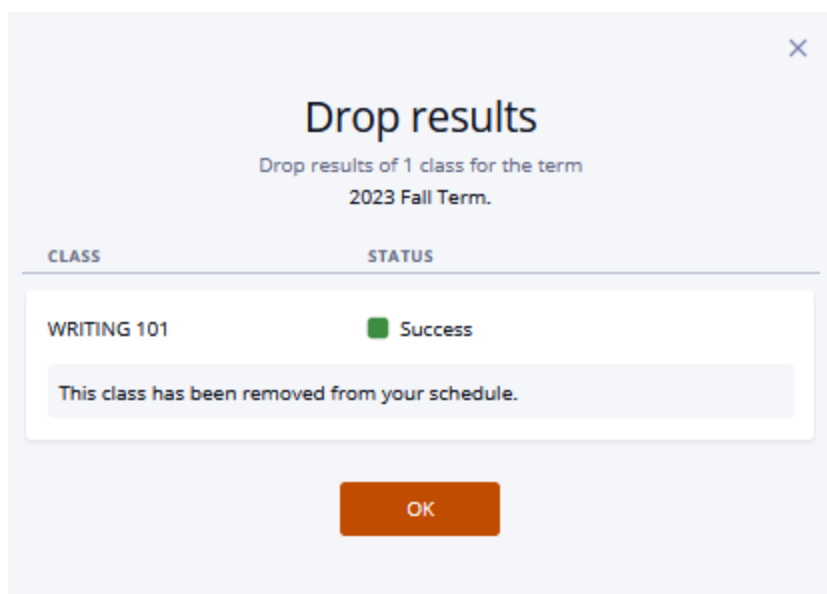 Drop results
Drop results of 1 class for the term
2023 Fall Term.
CLASS STATUS
WRITING 101 Success
This class has been removed from your schedule.
OK